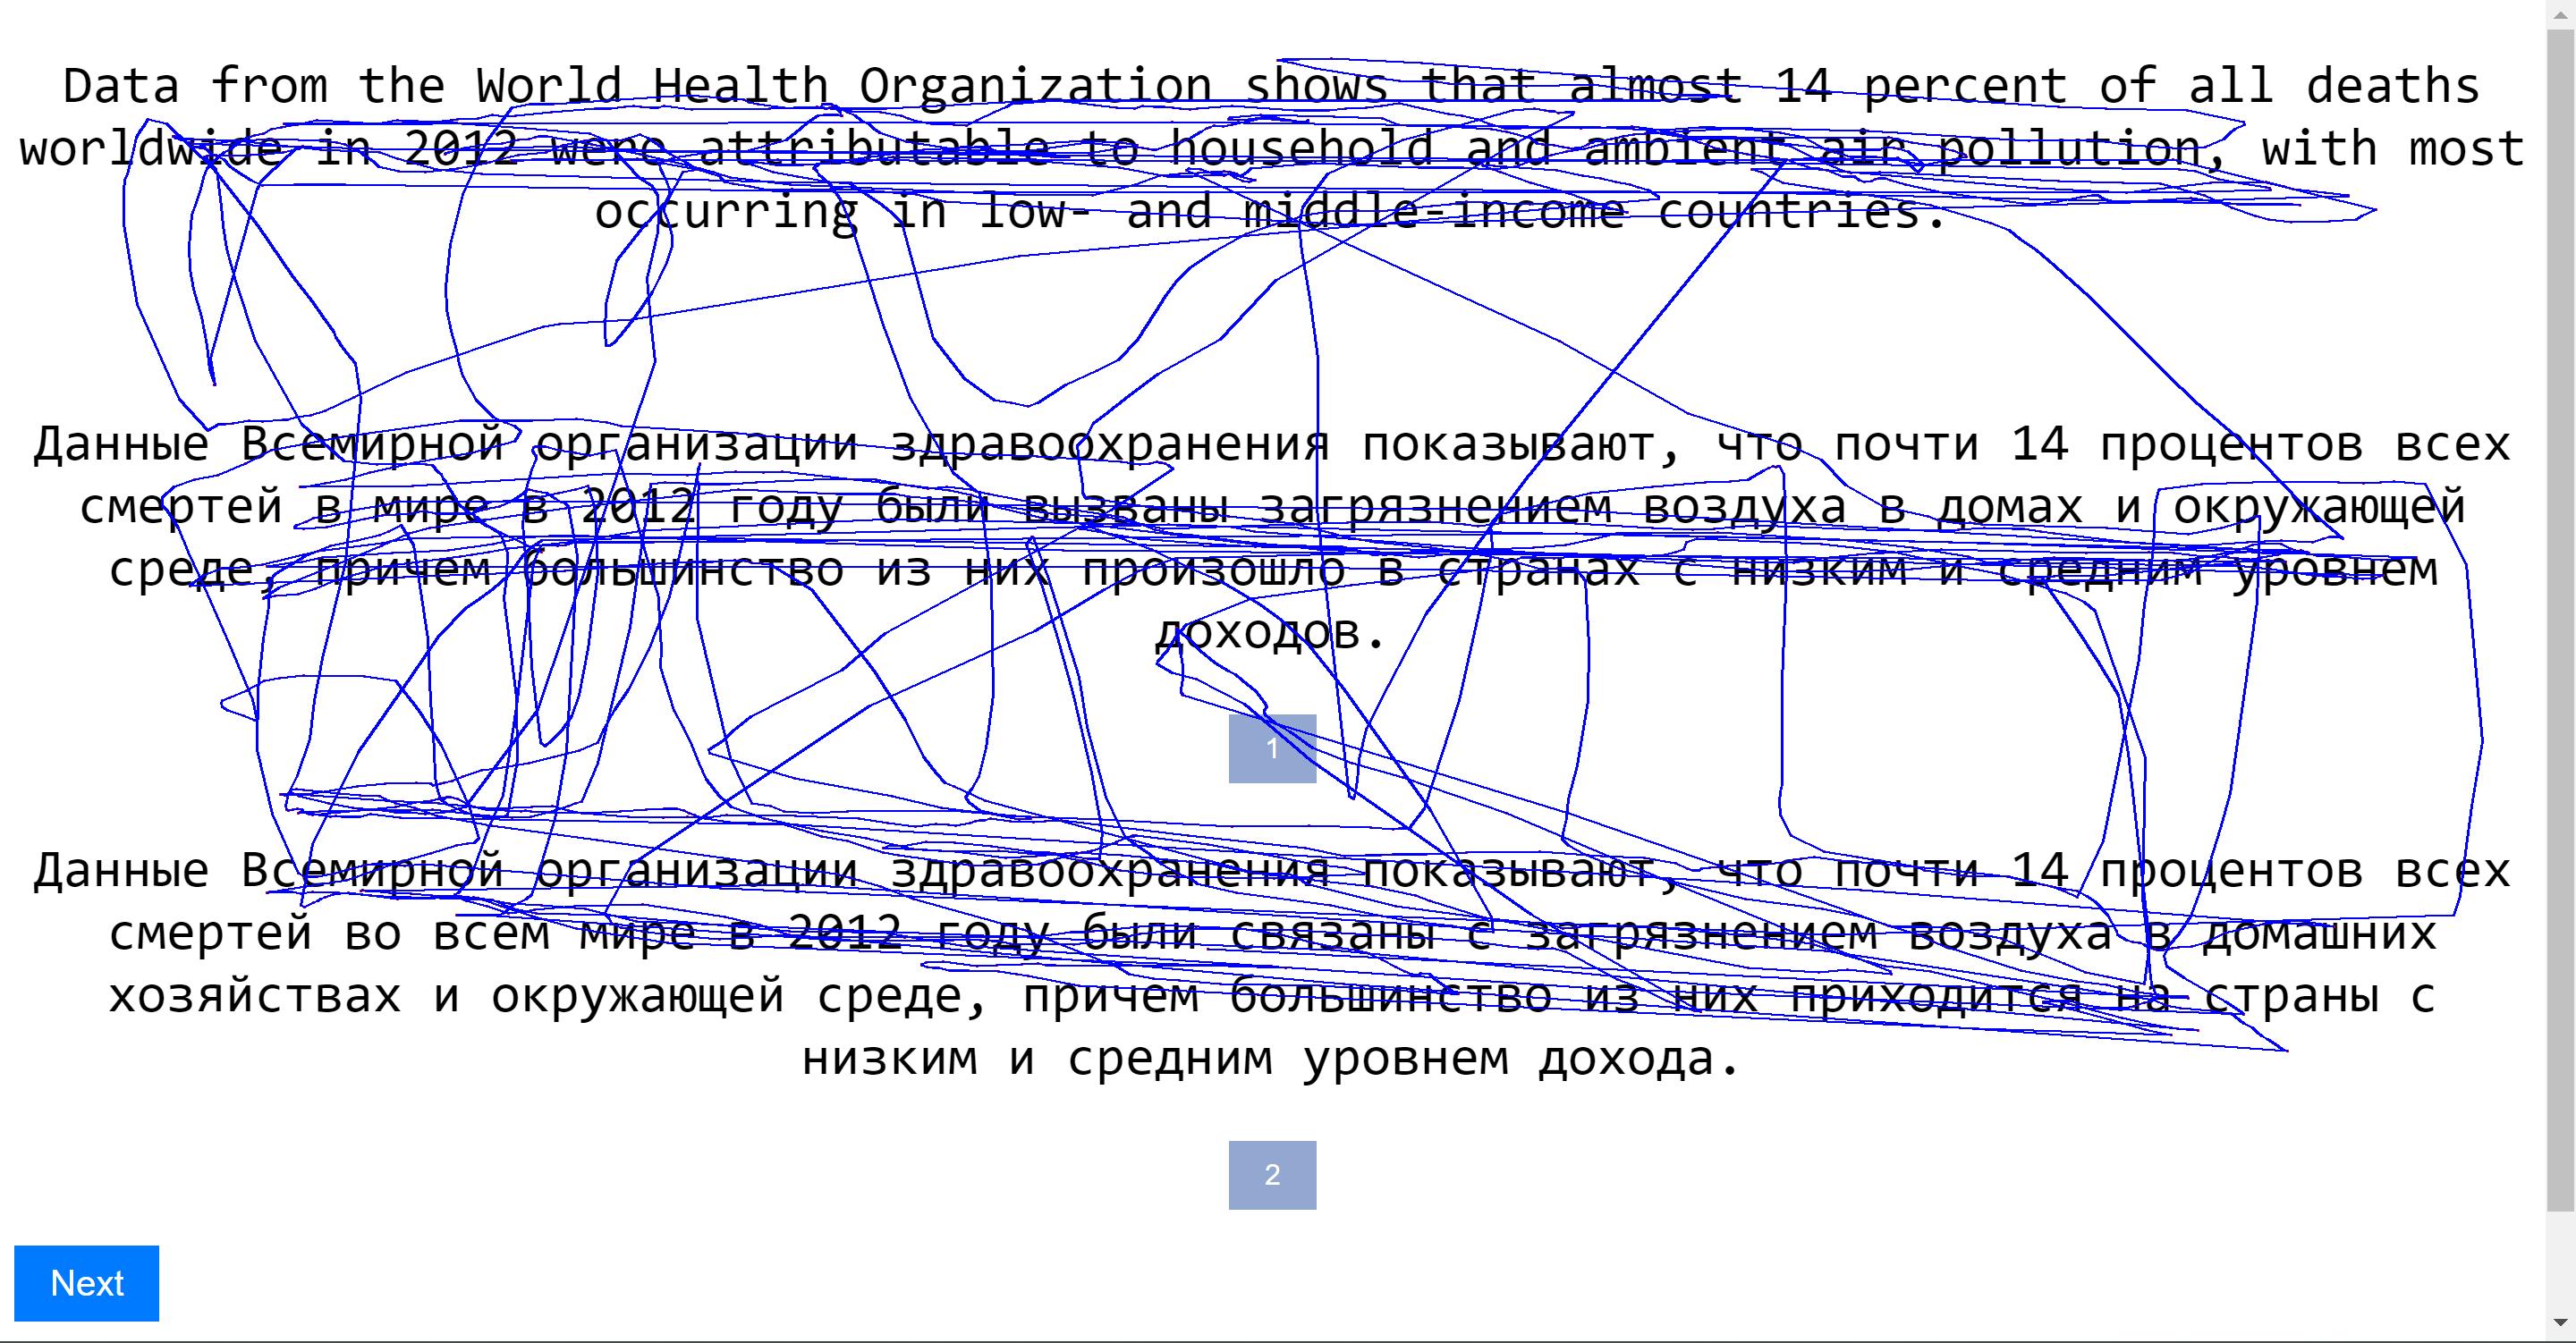 Data from the World Health Organization shows that almost 14 percent of all deaths
worldwide in 2012 were attributable to household and ambient air pollution, with most
occurring in low- and middle-income countries.
Данные Всемирной организации здравоохранения показывают, что почти 14 процентов всех
смертей в мире в 2012 году были вызваны загрязнением воздуха в домах и окружающей
среде, причем большинство из них произошло в странах с низким и средним уровнем
доходов.
1
Данные Всемирной организации здравоохранения показывают, что почти 14 процентов всех
смертей во всем мире в 2012 году были связаны с загрязнением воздуха в домашних
хозяйствах и окружающей среде, причем большинство из них приходится на страны с
низким и средним уровнем дохода.
2
Next